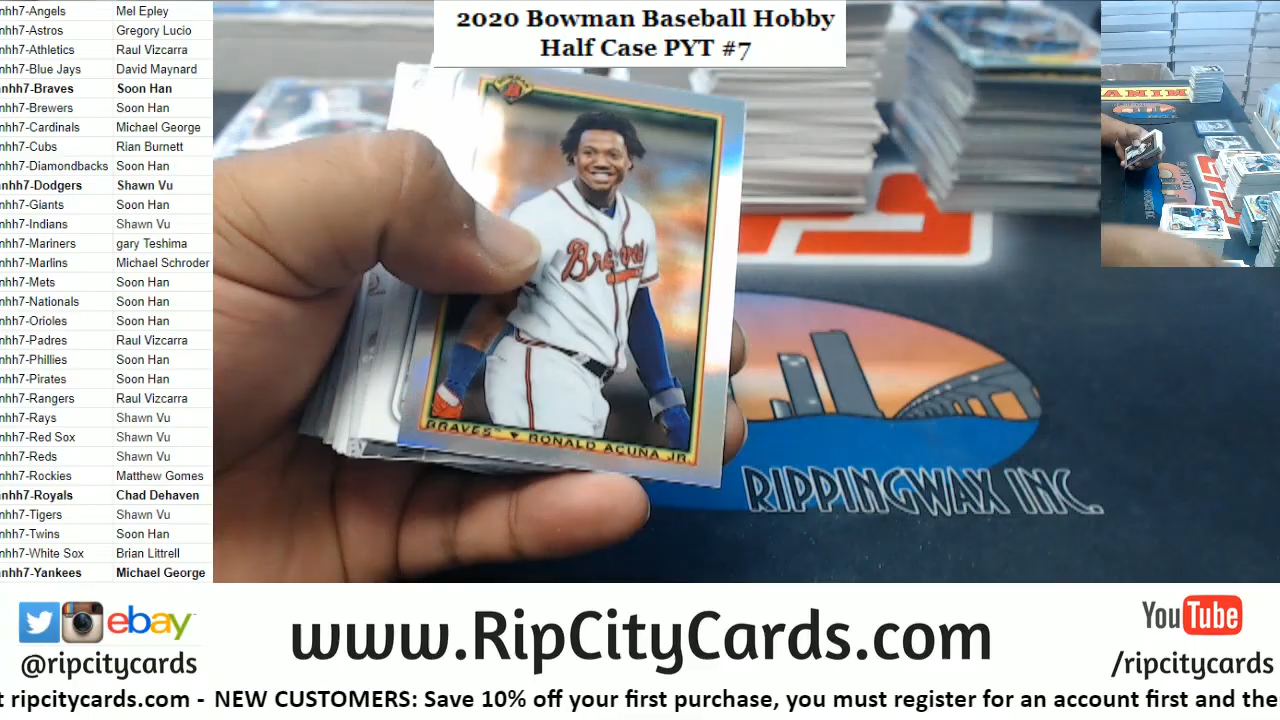 nhh7-Angels Mel Epley
nhh7-Astros Gregory Lucio
nhh7-Athletics Raul Vizcarra
nhh7-Blue Jays David Maynard
nhh7-Braves Soon Han
nhh7-Brewers Soon Han
nhh7-Cardinals Michael George
nhh7-Cubs Rian Burnett
nhh7-Diamondbacks Soon Han
nhh7-Dodgers Shawn Vu
nhh7-Giants Soon Han
nhh7-Indians Shawn Vu
nhh7-Mariners gary Teshima
nhh7-Marlins Michael Schroder
nhh7-Mets Soon Han
nhh7-Nationals Soon Han
nhh7-Orioles Soon Han
nhh7-Padres Raul Vizcarra
nhh7-Phillies Soon Han
nhh7-Pirates Soon Han
nhh7-Rangers Raul Vizcarra
nhh7-Rays Shawn Vu
nhh7-Red Sox Shawn Vu
nhh7-Reds Shawn Vu
nhh7-Rockies Matthew Gomes
nhh7-Royals Chad Dehaven
nhh7-Tigers Shawn Vu
nhh7-Twins Soon Han
nhh7-White Sox Brian Littrell
nhh7-Yankees Michael George
2020 Bowman Baseball Hobby
Half Case PYT #7
Braves
BRAVES RONALD ACUNA JR.
RIPPINGWAX INC.
PANINI
ebay
@ripcitycards
www.RipCityCards.com
YouTube
/ripcitycards
t ripcitycards.com - NEW CUSTOMERS: Save 10% off your first purchase, you must register for an account first and the